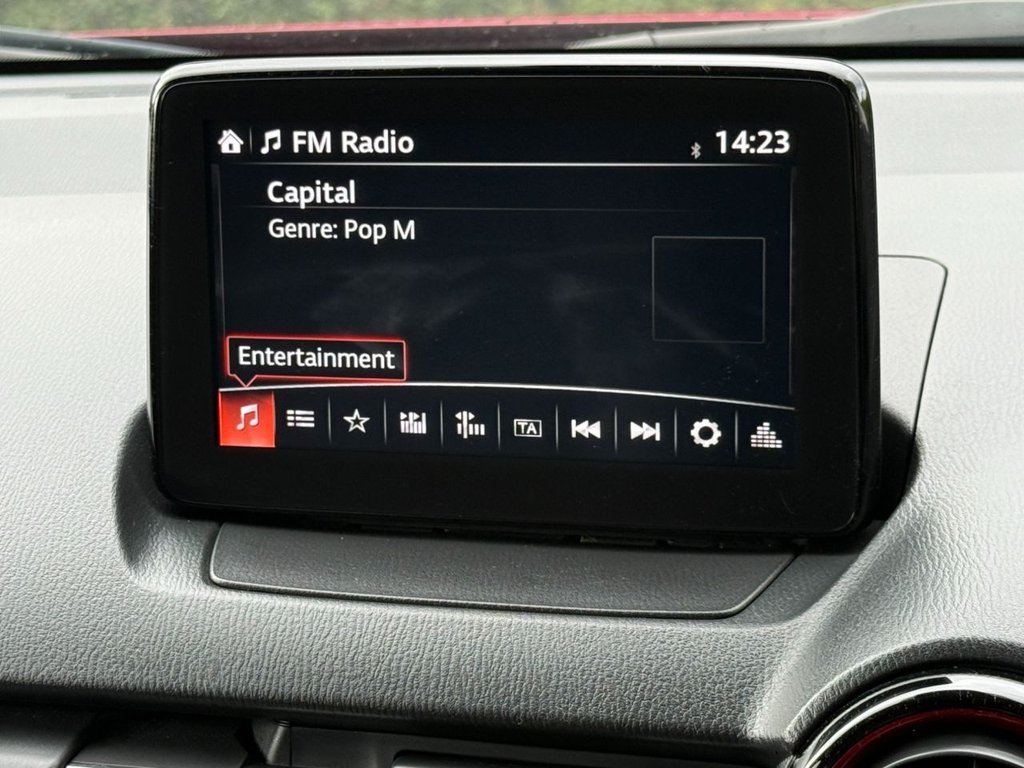 FM Radio
14:23
Capital
Genre: Pop M
Entertainment
TA